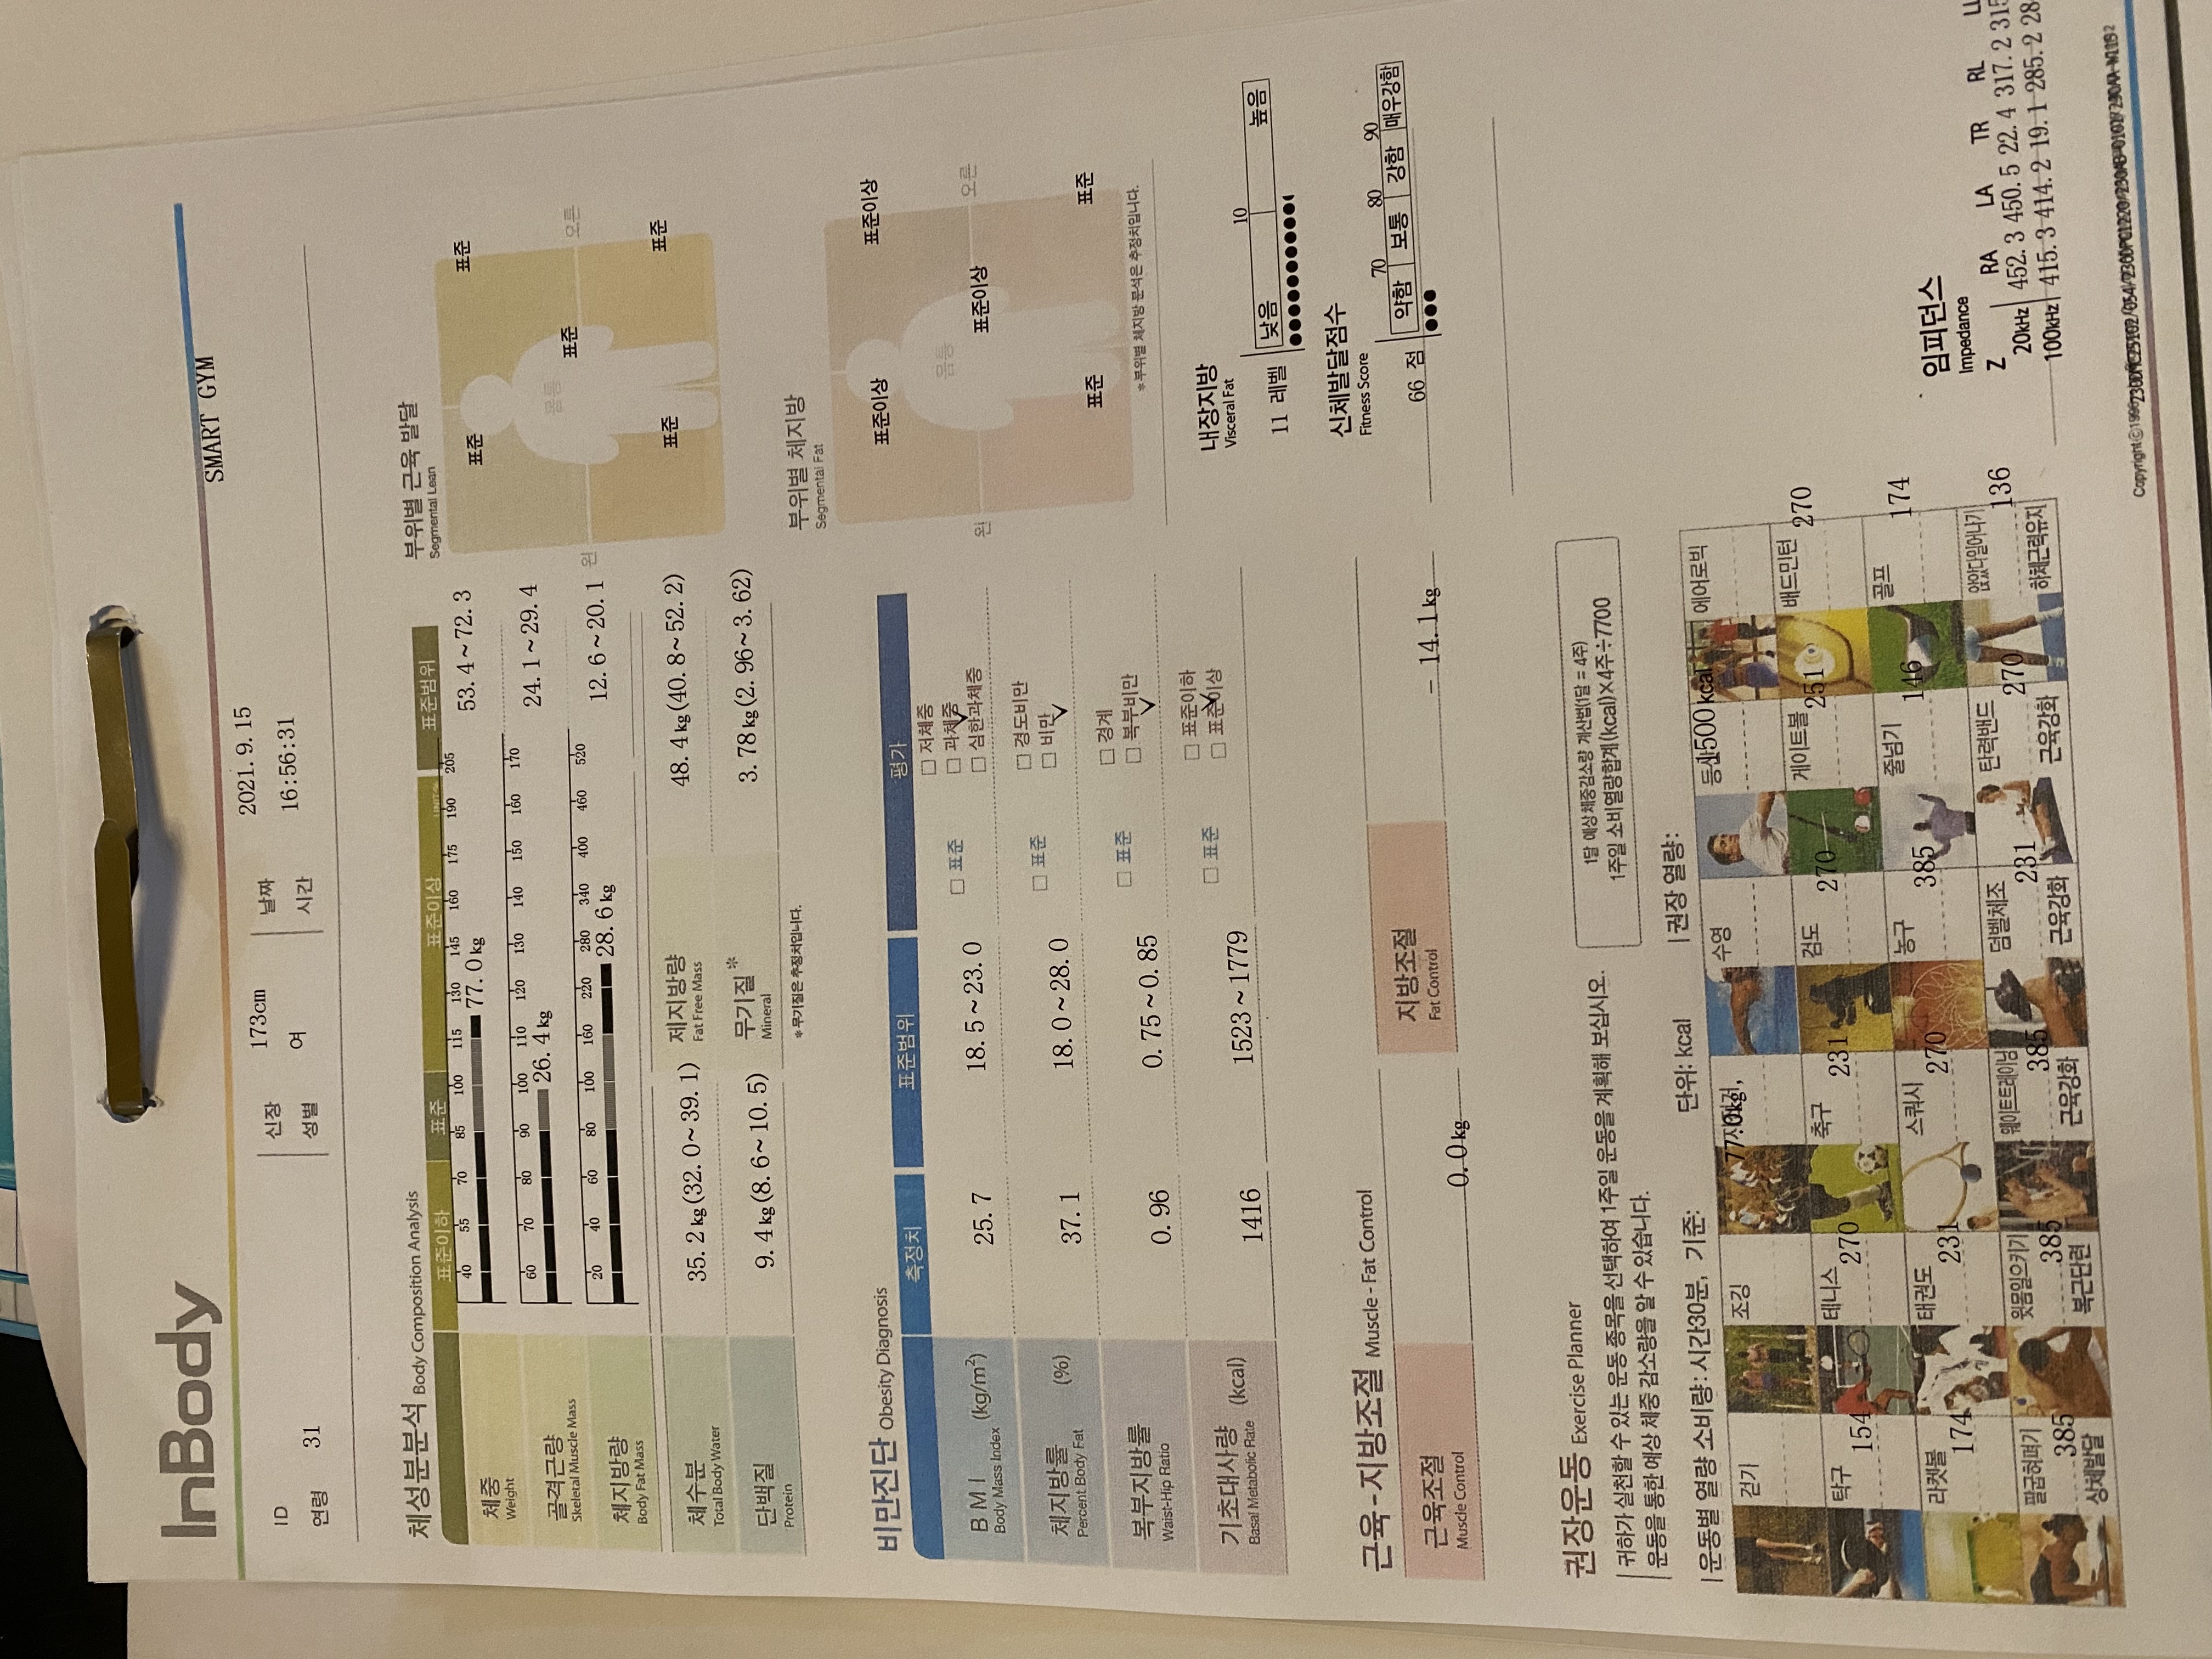 InBody
SMART GYM
ID
연령 31
신장 173cm
성별 여
날짜 2021. 9. 15
시간 16:56:31
체성분분석 Body Composition Analysis
표준이하 표준 표준이상 UNIT:% 표준범위
체중
Weight
40 55 70 85 100 115 130 145 160 175 190 205
77.0 kg
53.4~72.3
골격근량
Skeletal Muscle Mass
60 70 80 90 100 110 120 130 140 150 160 170
26.4 kg
24.1~29.4
체지방량
Body Fat Mass
20 40 60 80 100 160 220 280 340 400 460 520
28.6 kg
12.6~20.1
체수분
Total Body Water
35.2 kg (32.0~39.1)
제지방량
Fat Free Mass
48.4 kg (40.8~52.2)
단백질
Protein
9.4 kg (8.6~10.5)
무기질 *
Mineral
3.78 kg (2.96~3.62)
*무기질은 추정치입니다.
부위별 근육 발달
Segmental Lean
표준 표준
몸통
표준
왼 오른
표준 표준
부위별 체지방
Segmental Fat
표준이상 표준이상
몸통
표준이상
왼 오른
표준 표준
*부위별 체지방 분석은 추정치입니다.
비만진단 Obesity Diagnosis
측정치 표준범위 평가
B M I (kg/m²)
Body Mass Index
25.7 18.5~23.0
□ 표준
□ 저체중
□ 과체중
□ 심한과체중
체지방률 (%)
Percent Body Fat
37.1 18.0~28.0
□ 표준
□ 경도비만
□ 비만
복부지방률
Waist-Hip Ratio
0.96 0.75~0.85
□ 표준
□ 경계
□ 복부비만
기초대사량 (kcal)
Basal Metabolic Rate
1416 1523~1779
□ 표준
□ 표준이하
□ 표준이상
내장지방
Visceral Fat
10
11 레벨 낮음 높음
신체발달점수
Fitness Score
70 80 90
66 점 약함 보통 강함 매우강함
근육-지방조절 Muscle-Fat Control
근육조절
Muscle Control
0.0 kg
지방조절
Fat Control
- 14.1 kg
권장운동 Exercise Planner
귀하가 실천할 수 있는 운동 종목을 선택하여 1주일 운동을 계획해 보십시오.
운동을 통한 예상 체중 감소량을 알 수 있습니다.
1달 예상 체중감소량 계산법(1달 = 4주)
1주일 소비열량합계(kcal)×4주÷7700
운동별 열량 소비량: 시간30분, 기준: 단위: kcal 권장 열량:
77.0kg, 1500 kcal
걷기 조깅 자전거 수영 등산 에어로빅
154 270 231 270 251 270
탁구 테니스 축구 검도 게이트볼 배드민턴
174 231 270 385 146 174
라켓볼 태권도 스쿼시 농구 줄넘기 골프
385 385 385 231 270 136
팔굽혀펴기 윗몸일으키기 웨이트트레이닝 덤벨체조 탄력밴드 앉았다일어나기
상체발달 복근단련 근육강화 근육강화 근육강화 하체근력유지
임피던스
Impedance
Z RA LA TR RL
20kHz 452.3 450.5 22.4 317.2
100kHz 415.3 414.2 19.1 285.2
Copyright©1996